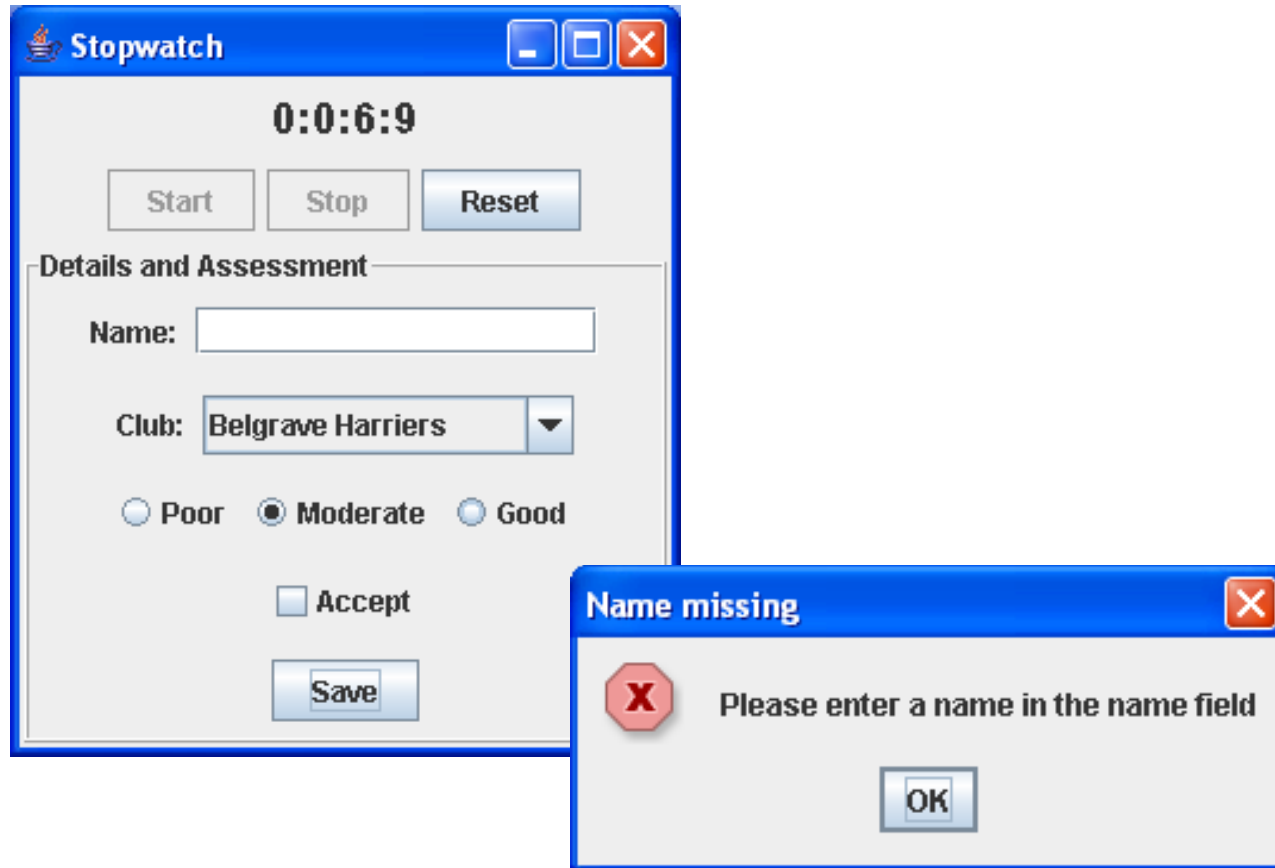 Stopwatch
0:0:6:9
Start Stop Reset
Details and Assessment
Name:
Club: Belgrave Harriers
Poor Moderate Good
Accept
Save
Name missing
x
Please enter a name in the name field
OK